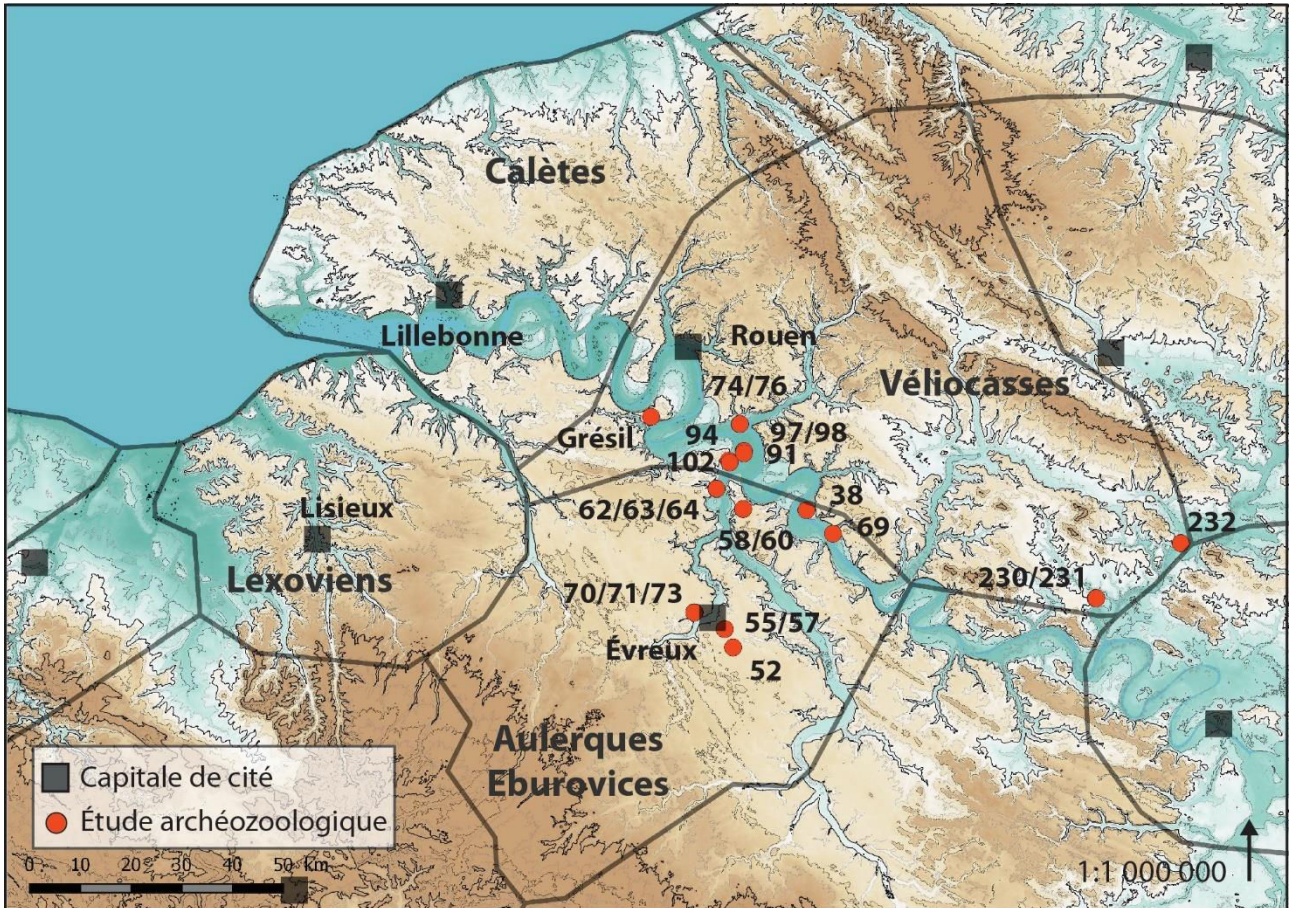 Calètes
Lillebonne
Rouen
74/76
Véliocasses
Grésil
94
97/98
91
102
38
62/63/64
Lisieux
58/60
69
232
Lexoviens
230/231
70/71/73
55/57
Évreux
52
Aulerques
Eburovices
Capitale de cité
Étude archéozoologique
0 10 20 30 40 50 Km
1:1 000 000